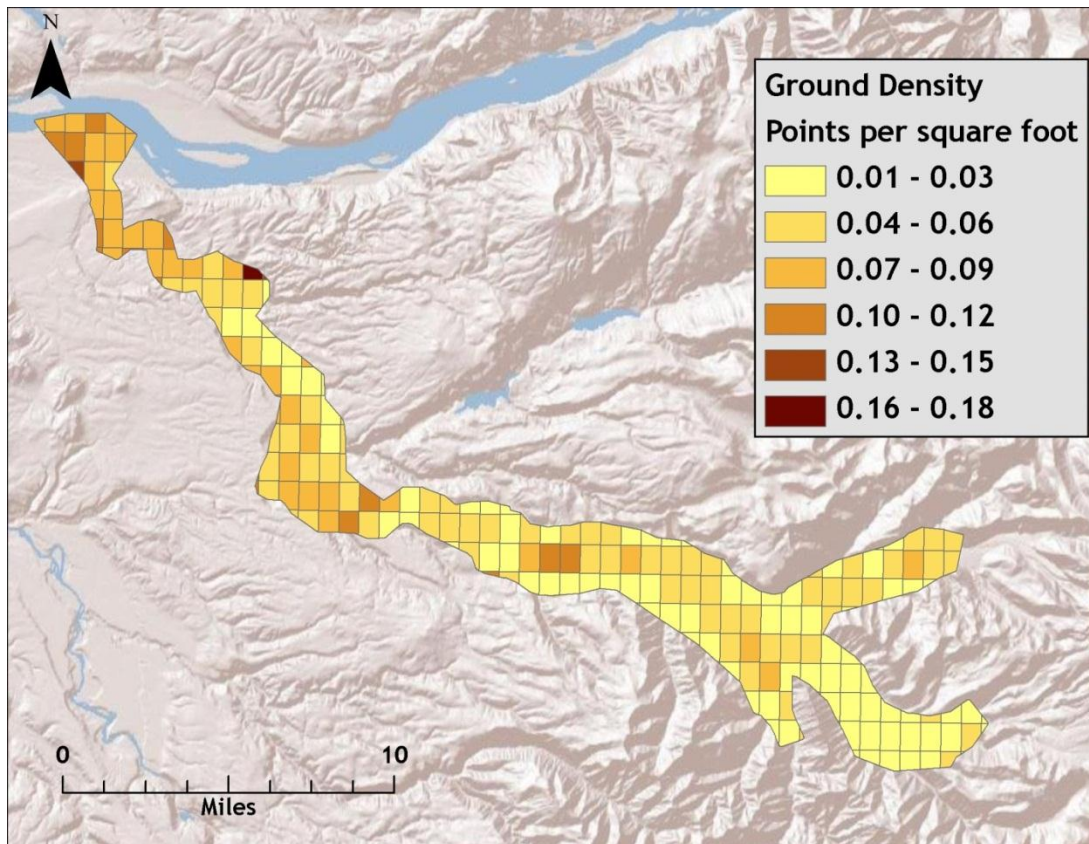 N
Ground Density
Points per square foot
0.01 - 0.03
0.04 - 0.06
0.07 - 0.09
0.10 - 0.12
0.13 - 0.15
0.16 - 0.18
0 10
Miles